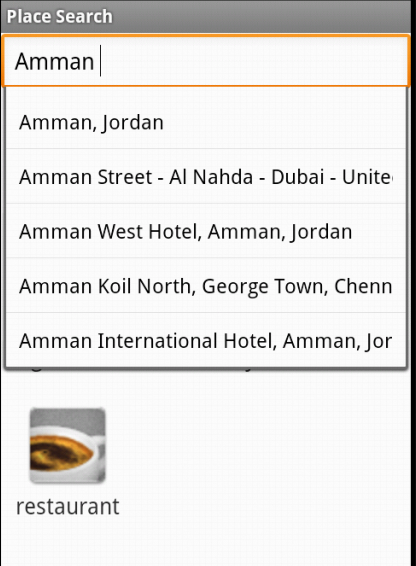 Place Search
Amman
Amman, Jordan
Amman Street - Al Nahda - Dubai - Unite
Amman West Hotel, Amman, Jordan
Amman Koil North, George Town, Chenn
Amman International Hotel, Amman, Jor
restaurant